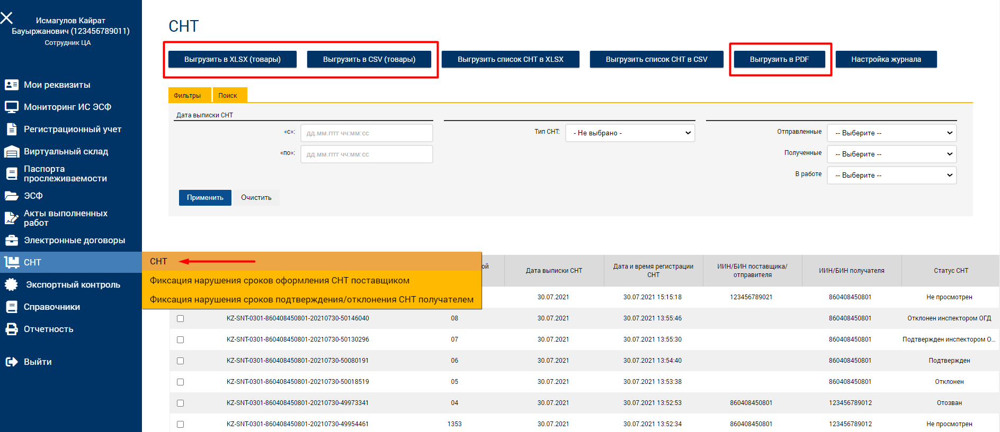 Исмагулов Кайрат
Бауыржанович (123456789011)
Сотрудник ЦА
Мои реквизиты
Мониторинг ИС ЭСФ
Регистрационный учет
Виртуальный склад
Паспорта
прослеживаемости
ЭСФ
Акты выполненных
работ
Электронные договоры
СНТ
Экспортный контроль
Справочники
Отчетность
Выйти
СНТ
Выгрузить в XLSX (товары) Выгрузить в CSV (товары) Выгрузить список СНТ в XLSX Выгрузить список СНТ в CSV Выгрузить в PDF Настройка журнала
Фильтры Поиск
Дата выписки СНТ
«с»: дд.мм.гггг чч:мм:сс Тип СНТ: - Не выбрано - Отправленные -- Выберите --
«по»: дд.мм.гггг чч:мм:сс Полученные -- Выберите --
В работе -- Выберите --
Применить Очистить
СНТ
Фиксация нарушения сроков оформления СНТ поставщиком
Фиксация нарушения сроков подтверждения/отклонения СНТ получателем
ой Дата выписки СНТ Дата и время регистрации СНТ ИИН/БИН поставщика/отправителя ИИН/БИН получателя Статус СНТ
30.07.2021 30.07.2021 15:15:18 123456789021 860408450801 Не просмотрен
KZ-SNT-0301-860408450801-20210730-50146040 08 30.07.2021 30.07.2021 13:55:46 860408450801 Отклонен инспектором ОГД
KZ-SNT-0301-860408450801-20210730-50130296 07 30.07.2021 30.07.2021 13:55:30 860408450801 Подтвержден инспектором О...
KZ-SNT-0301-860408450801-20210730-50080191 06 30.07.2021 30.07.2021 13:54:40 860408450801 Подтвержден
KZ-SNT-0301-860408450801-20210730-50018519 05 30.07.2021 30.07.2021 13:53:38 860408450801 Отклонен
KZ-SNT-0301-860408450801-20210730-49973341 04 30.07.2021 30.07.2021 13:52:53 860408450801 123456789012 Отозван
KZ-SNT-0301-860408450801-20210730-49954461 1353 30.07.2021 30.07.2021 13:52:34 860408450801 123456789012 Не просмотрен